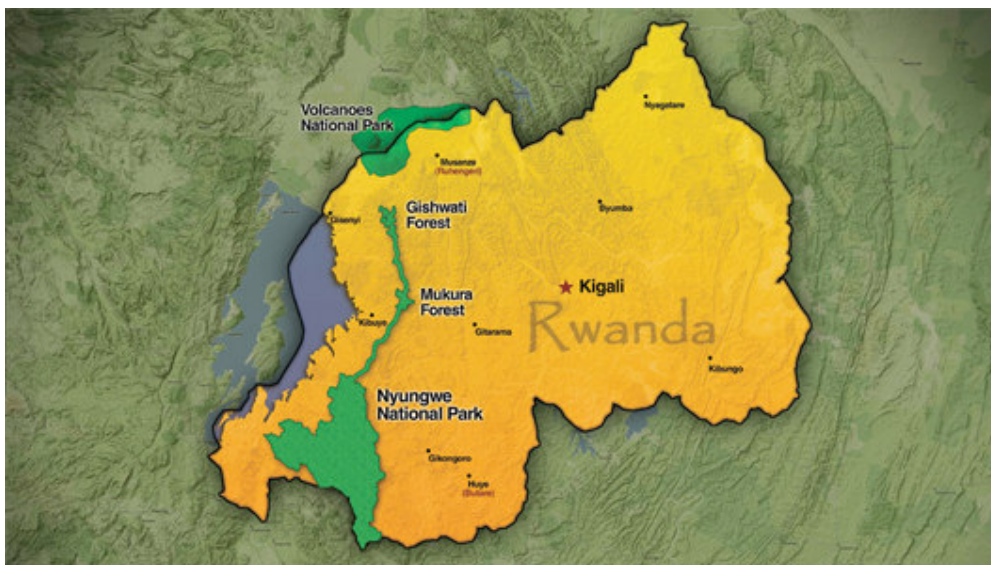 Volcanoes
National Park
Nyagatare
Musanze
(Ruhengeri)
Gishwati
Forest
Byumba
Gisenyi
Kigali
Mukura
Forest
Rwanda
Kibuye
Gitarama
Kibungo
Nyungwe
National Park
Gikongoro
Huye
(Butare)